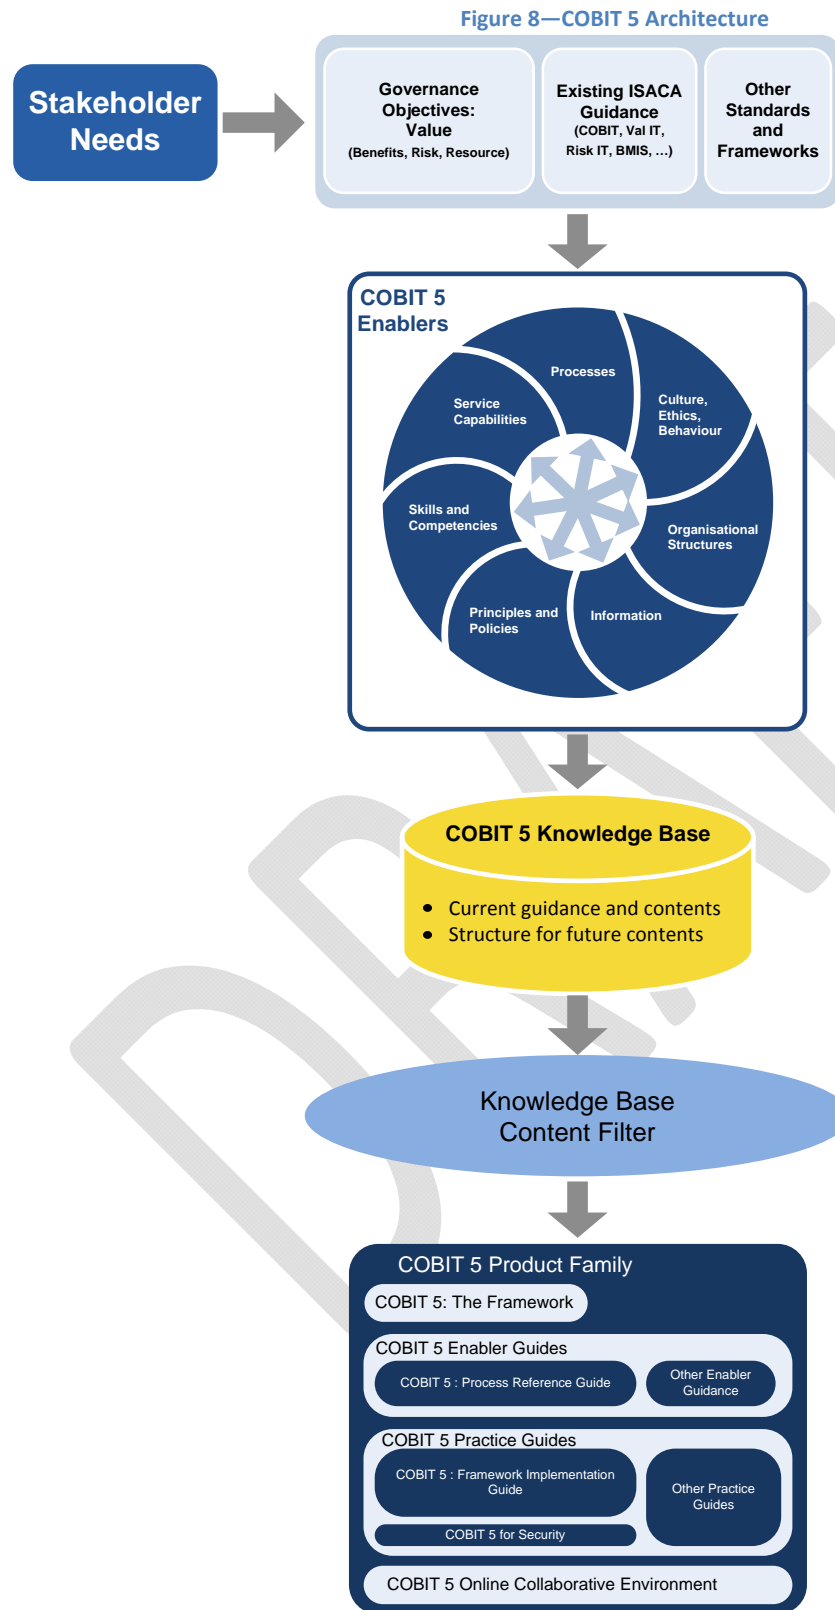 Figure 8—COBIT 5 Architecture
Stakeholder
Needs
Governance
Objectives:
Value
(Benefits, Risk, Resource)
Existing ISACA
Guidance
(COBIT, Val IT,
Risk IT, BMIS, ...)
Other
Standards
and
Frameworks
COBIT 5
Enablers
Processes
Culture,
Ethics,
Behaviour
Service
Capabilities
Skills and
Competencies
Organisational
Structures
Principles and
Policies
Information
COBIT 5 Knowledge Base
• Current guidance and contents
• Structure for future contents
Knowledge Base
Content Filter
COBIT 5 Product Family
COBIT 5: The Framework
COBIT 5 Enabler Guides
COBIT 5 : Process Reference Guide
Other Enabler
Guidance
COBIT 5 Practice Guides
COBIT 5 : Framework Implementation
Guide
COBIT 5 for Security
Other Practice
Guides
COBIT 5 Online Collaborative Environment